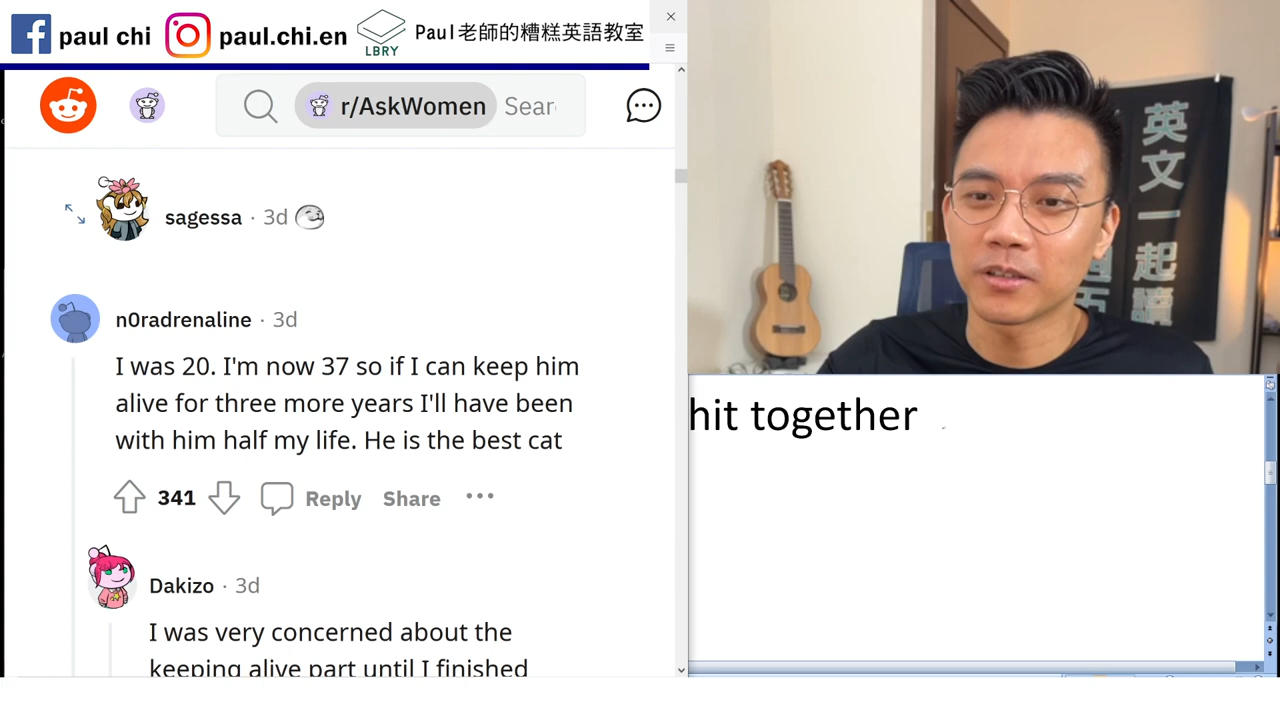 paul chi
paul.chi.en
LBRY
Paul老師的糟糕英語教室
r/AskWomen
Sear
sagessa · 3d
n0radrenaline · 3d
I was 20. I'm now 37 so if I can keep him
alive for three more years I'll have been
with him half my life. He is the best cat
341
Reply
Share
Dakizo · 3d
I was very concerned about the
keeping alive part until I finished
英文一起讀
hit together